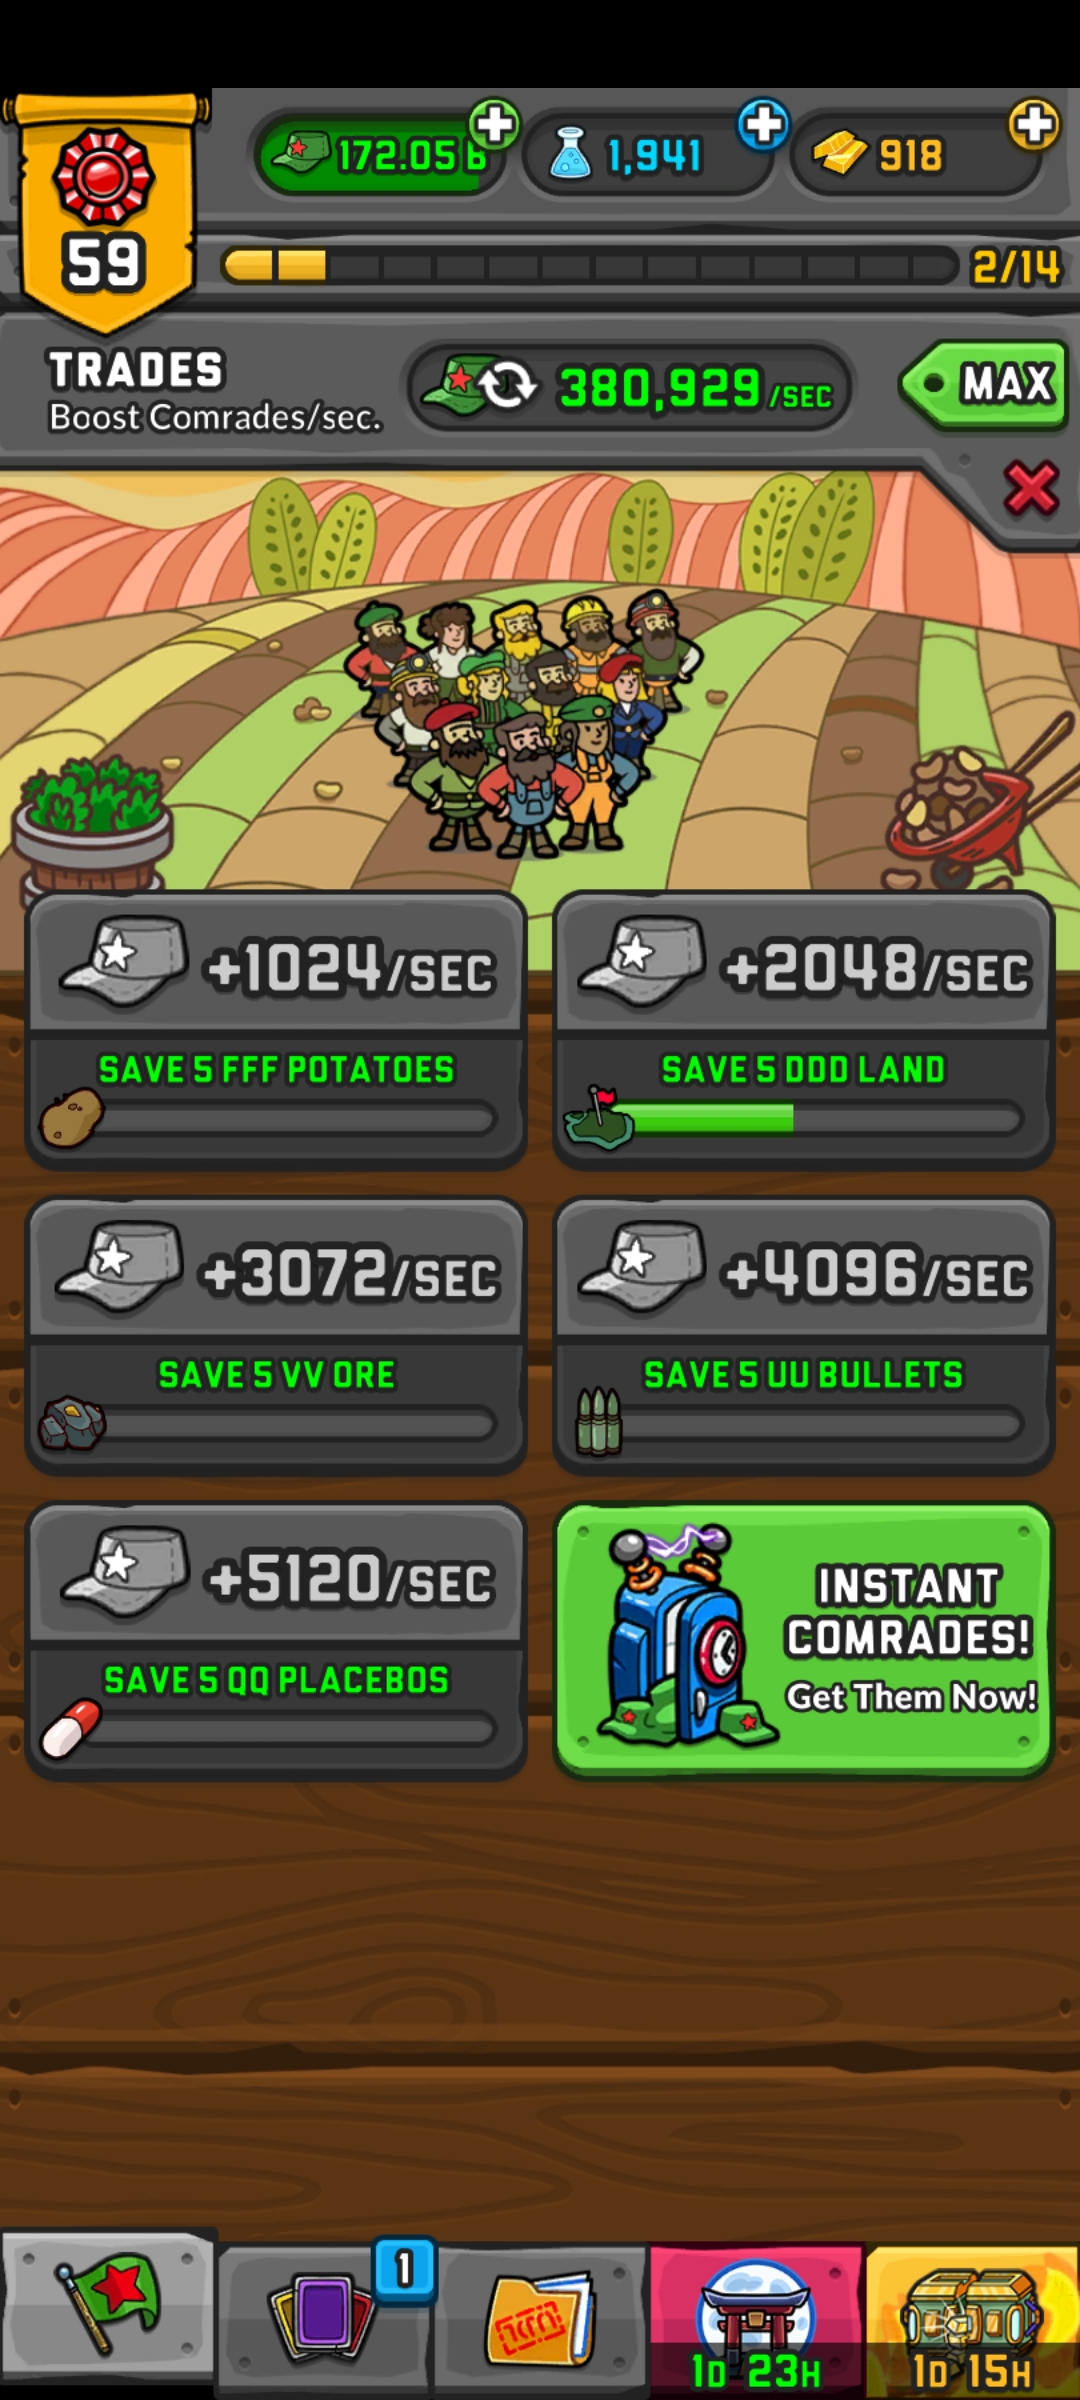 172.05 B
1,941
918
59
2/14
TRADES
Boost Comrades/sec.
380,929/SEC
MAX
+1024/SEC
SAVE 5 FFF POTATOES
+2048/SEC
SAVE 5 DDD LAND
+3072/SEC
SAVE 5 VV ORE
+4096/SEC
SAVE 5 UU BULLETS
+5120/SEC
SAVE 5 QQ PLACEBOS
INSTANT
COMRADES!
Get Them Now!
1
1D 23H
1D 15H